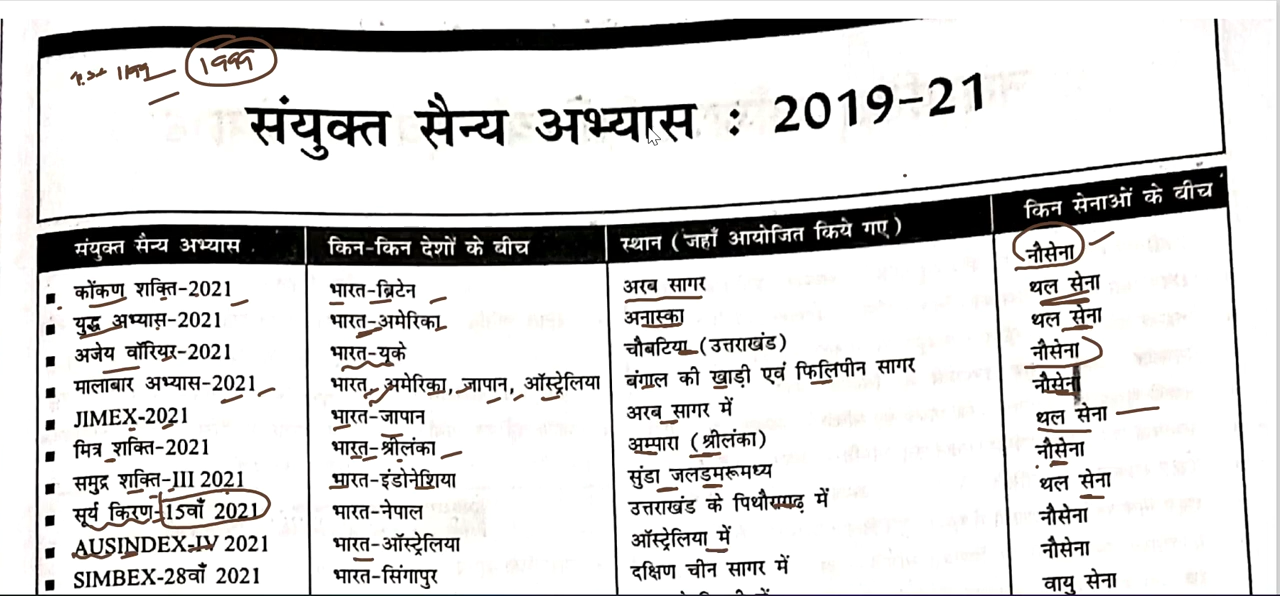 1999
संयुक्त सैन्य अभ्यास : 2019-21
संयुक्त सैन्य अभ्यास किन-किन देशों के बीच स्थान (जहाँ आयोजित किये गए) किन सेनाओं के बीच
▪ कोंकण शक्ति-2021 भारत-ब्रिटेन अरब सागर नौसेना
▪ युद्ध अभ्यास-2021 भारत-अमेरिका अनास्का थल सेना
▪ अजेय वॉरियर-2021 भारत-यूके चौबटिया (उत्तराखंड) थल सेना
▪ मालाबार अभ्यास-2021 भारत, अमेरिका, जापान, ऑस्ट्रेलिया बंगाल की खाड़ी एवं फिलिपीन सागर नौसेना
▪ JIMEX-2021 भारत-जापान अरब सागर में नौसेना
▪ मित्र शक्ति-2021 भारत-श्रीलंका अम्पारा (श्रीलंका) थल सेना
▪ समुद्र शक्ति-III 2021 भारत-इंडोनेशिया सुंडा जलडमरूमध्य नौसेना
▪ सूर्य किरण-15वाँ 2021 भारत-नेपाल उत्तराखंड के पिथौरागढ़ में थल सेना
▪ AUSINDEX-IV 2021 भारत-ऑस्ट्रेलिया ऑस्ट्रेलिया में नौसेना
▪ SIMBEX-28वाँ 2021 भारत-सिंगापुर दक्षिण चीन सागर में नौसेना
वायु सेना